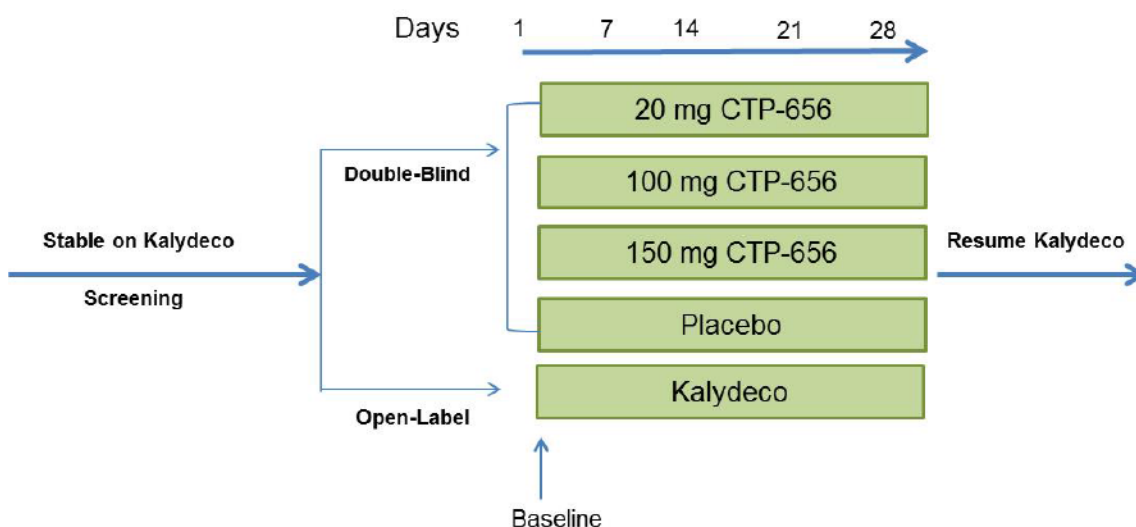 Days 1 7 14 21 28
20 mg CTP-656
Double-Blind
100 mg CTP-656
Stable on Kalydeco
150 mg CTP-656
Resume Kalydeco
Screening
Placebo
Kalydeco
Open-Label
Baseline